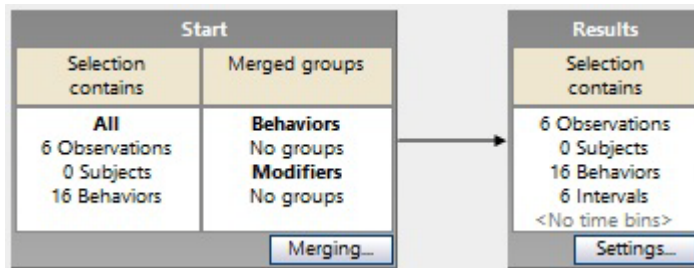 Start
Selection
contains
Merged groups
All
6 Observations
0 Subjects
16 Behaviors
Behaviors
No groups
Modifiers
No groups
Merging...
Results
Selection
contains
6 Observations
0 Subjects
16 Behaviors
6 Intervals
<No time bins>
Settings...